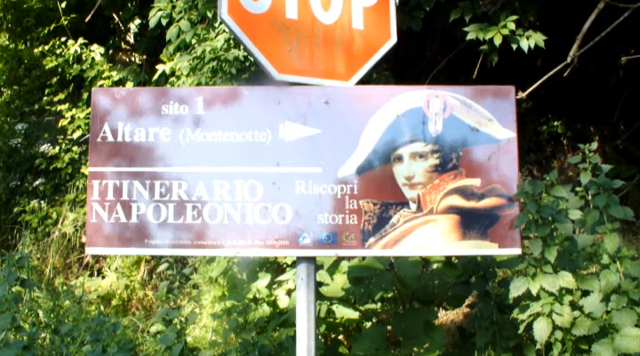 STOP
sito 1
Altare (Montenotte)
ITINERARIO
NAPOLEONICO
Riscopri
la
storia